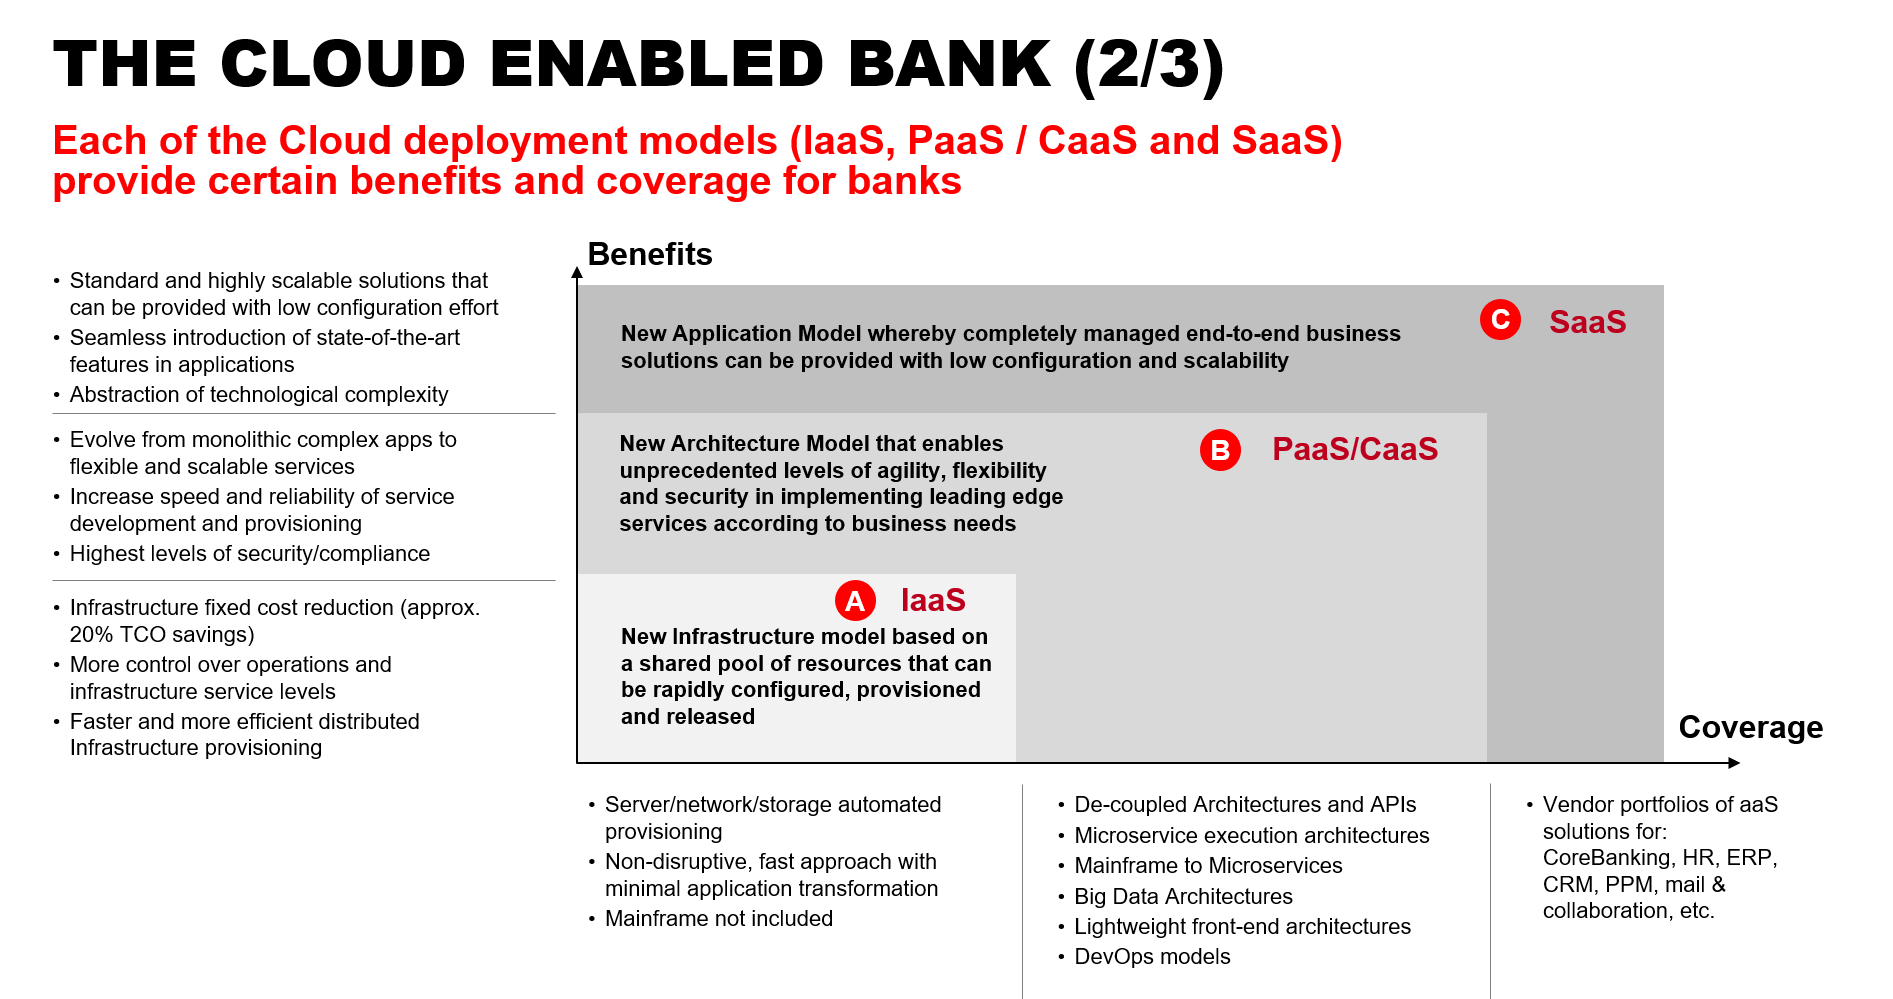 THE CLOUD ENABLED BANK (2/3)
Each of the Cloud deployment models (IaaS, PaaS / CaaS and SaaS)
provide certain benefits and coverage for banks
• Standard and highly scalable solutions that
can be provided with low configuration effort
• Seamless introduction of state-of-the-art
features in applications
• Abstraction of technological complexity
• Evolve from monolithic complex apps to
flexible and scalable services
• Increase speed and reliability of service
development and provisioning
• Highest levels of security/compliance
• Infrastructure fixed cost reduction (approx.
20% TCO savings)
• More control over operations and
infrastructure service levels
• Faster and more efficient distributed
Infrastructure provisioning
Benefits
New Application Model whereby completely managed end-to-end business
solutions can be provided with low configuration and scalability
C SaaS
New Architecture Model that enables
unprecedented levels of agility, flexibility
and security in implementing leading edge
services according to business needs
B PaaS/CaaS
A IaaS
New Infrastructure model based on
a shared pool of resources that can
be rapidly configured, provisioned
and released
Coverage
• Server/network/storage automated
provisioning
• Non-disruptive, fast approach with
minimal application transformation
• Mainframe not included
• De-coupled Architectures and APIs
• Microservice execution architectures
• Mainframe to Microservices
• Big Data Architectures
• Lightweight front-end architectures
• DevOps models
• Vendor portfolios of aaS
solutions for:
CoreBanking, HR, ERP,
CRM, PPM, mail &
collaboration, etc.